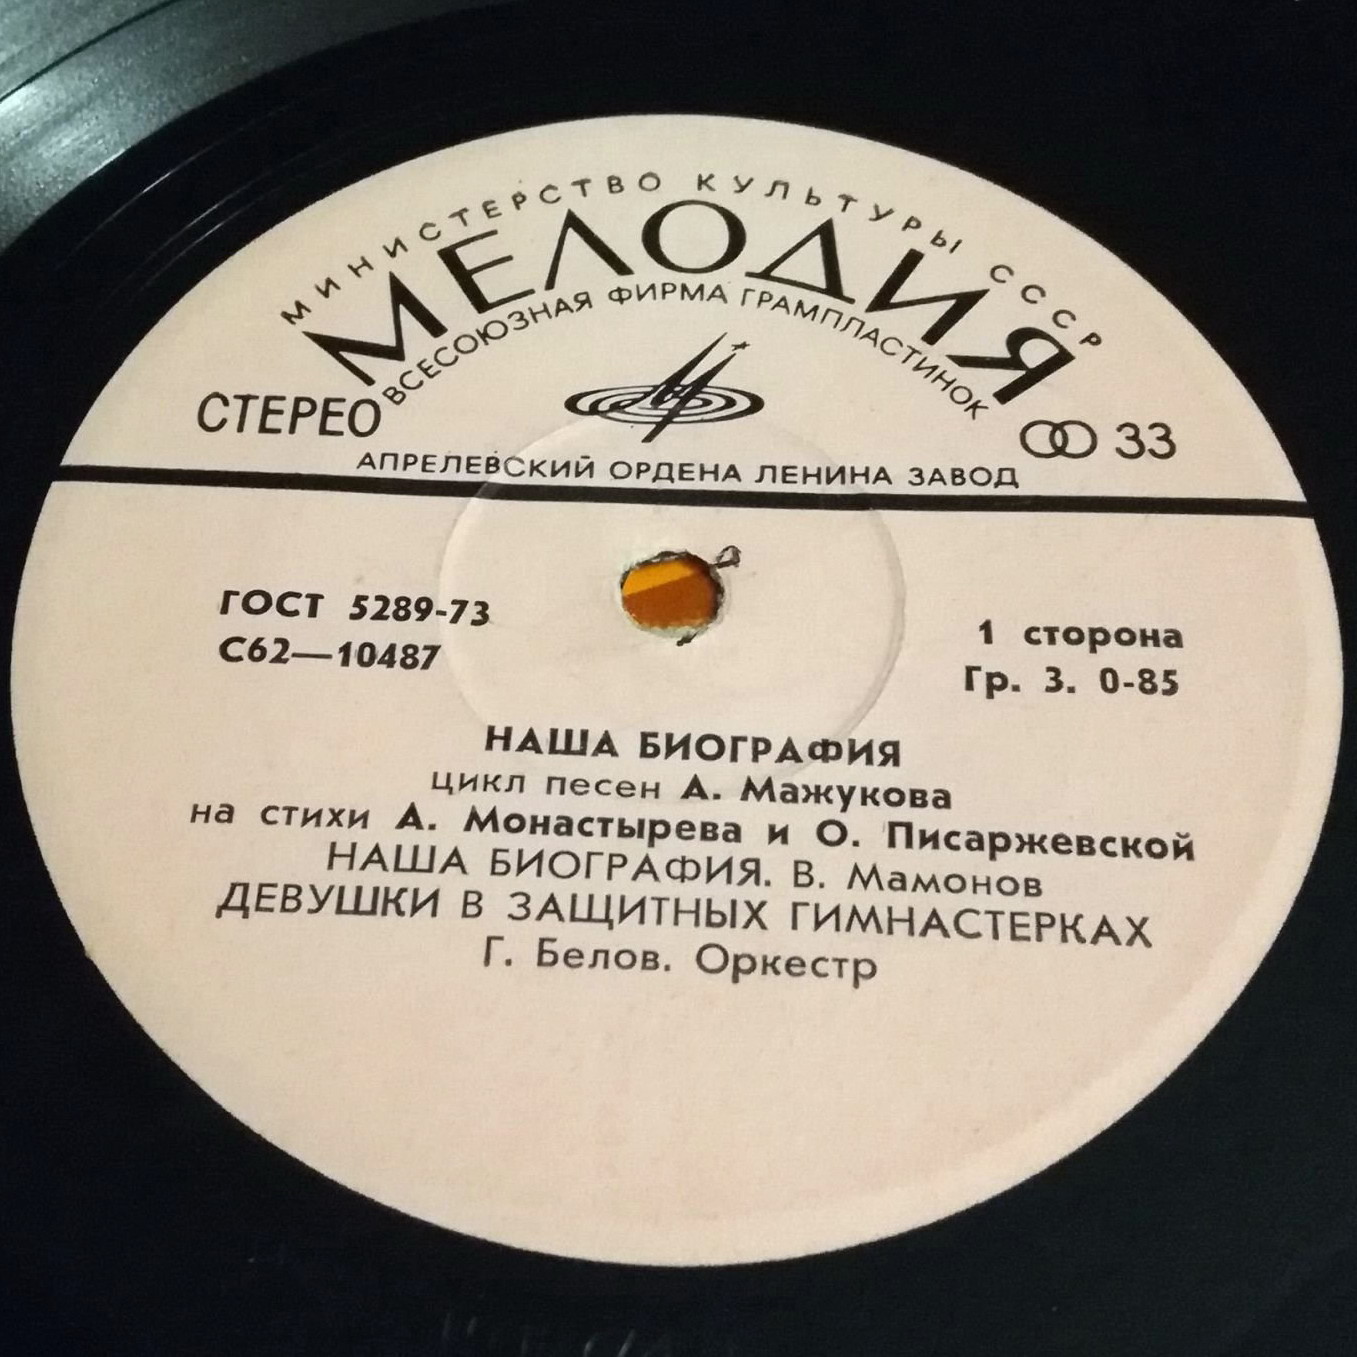 МИНИСТЕРСТВО КУЛЬТУРЫ СССР
МЕЛОДИЯ
ВСЕСОЮЗНАЯ ФИРМА ГРАМПЛАСТИНОК
СТЕРЕО
33
АПРЕЛЕВСКИЙ ОРДЕНА ЛЕНИНА ЗАВОД
ГОСТ 5289-73
С62—10487
1 сторона
Гр. 3. 0-85
НАША БИОГРАФИЯ
цикл песен А. Мажукова
на стихи А. Монастырева и О. Писаржевской
НАША БИОГРАФИЯ. В. Мамонов
ДЕВУШКИ В ЗАЩИТНЫХ ГИМНАСТЕРКАХ
Г. Белов. Оркестр